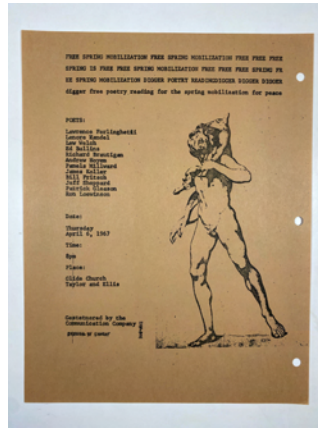 FREE SPRING MOBILIZATION FREE SPRING MOBILIZATION FREE FREE FREE
SPRING IS FREE FREE SPRING MOBILIZATION FREE FREE FREE SPRING FR
EE SPRING MOBILIZATION DIGGER POETRY READINGDIGGER DIGGER DIGGER
digger free poetry reading for the spring mobilization for peace
POETS:
Lawrence Ferlinghetti
Lenore Kandel
Lew Welch
Ed Bullins
Richard Brautigan
Andrew Hoyem
Pamela Millward
James Koller
Bill Fritsch
Jeff Sheppard
Patrick Gleason
Ron Loewinson
Date:
Thursday
April 6, 1967
Time:
8pm
Place:
Glide Church
Taylor and Ellis
by the
Communication Company